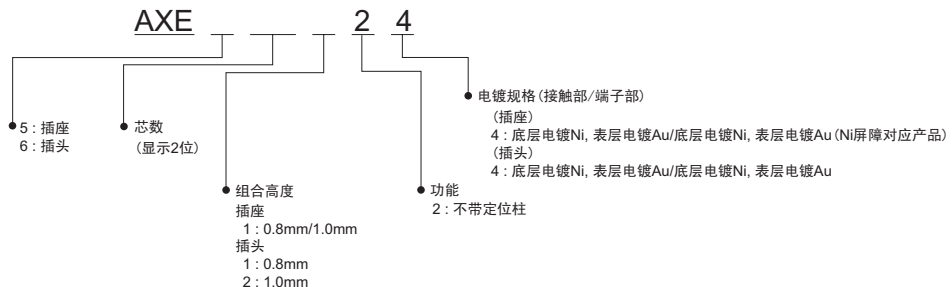 AXE 2 4
电镀规格(接触部/端子部)
(插座)
4 : 底层电镀Ni, 表层电镀Au/底层电镀Ni, 表层电镀Au(Ni屏障对应产品)
(插头)
4 : 底层电镀Ni, 表层电镀Au/底层电镀Ni, 表层电镀Au
5 : 插座
6 : 插头
芯数
(显示2位)
组合高度
插座
1 : 0.8mm/1.0mm
插头
1 : 0.8mm
2 : 1.0mm
功能
2 : 不带定位柱